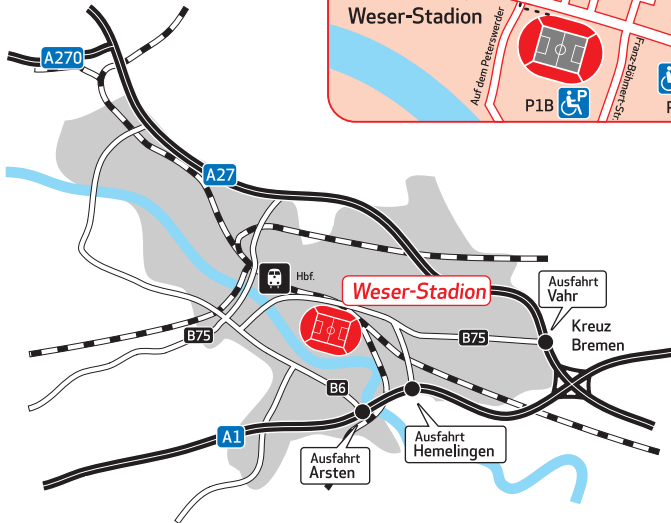 Weser-Stadion
Auf dem Peterswerder
Franz-Böhmert-Str.
P
P1B
A270
A27
Hbf.
Weser-Stadion
Ausfahrt
Vahr
Kreuz
Bremen
B75
B75
B6
A1
Ausfahrt
Hemelingen
Ausfahrt
Arsten